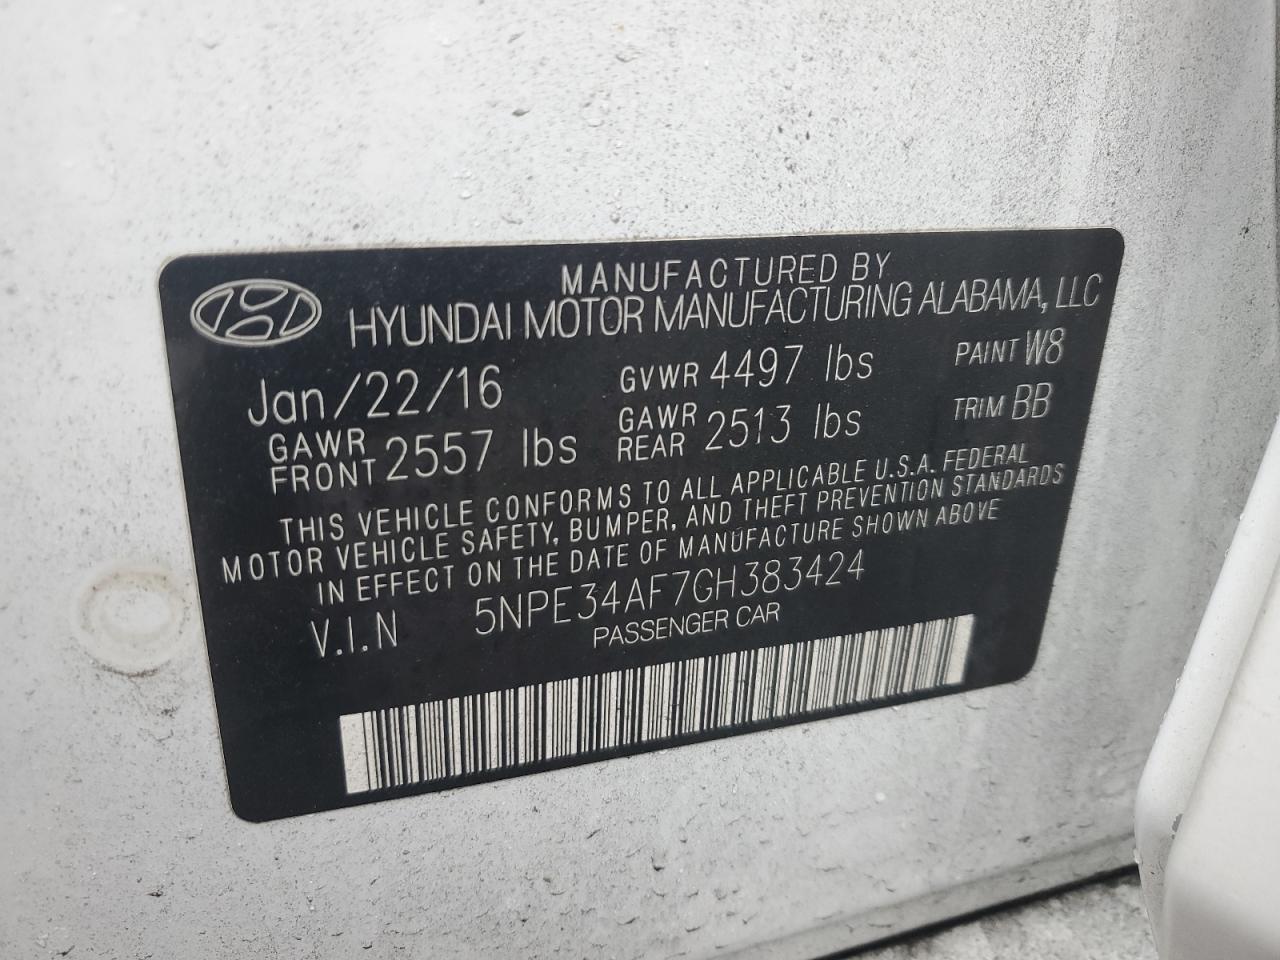 MANUFACTURED BY
HYUNDAI MOTOR MANUFACTURING ALABAMA, LLC
Jan/22/16 GVWR 4497 lbs PAINT W8
GAWR FRONT 2557 lbs GAWR REAR 2513 lbs TRIM BB
THIS VEHICLE CONFORMS TO ALL APPLICABLE U.S.A. FEDERAL
MOTOR VEHICLE SAFETY, BUMPER, AND THEFT PREVENTION STANDARDS
IN EFFECT ON THE DATE OF MANUFACTURE SHOWN ABOVE
V.I.N 5NPE34AF7GH383424
PASSENGER CAR